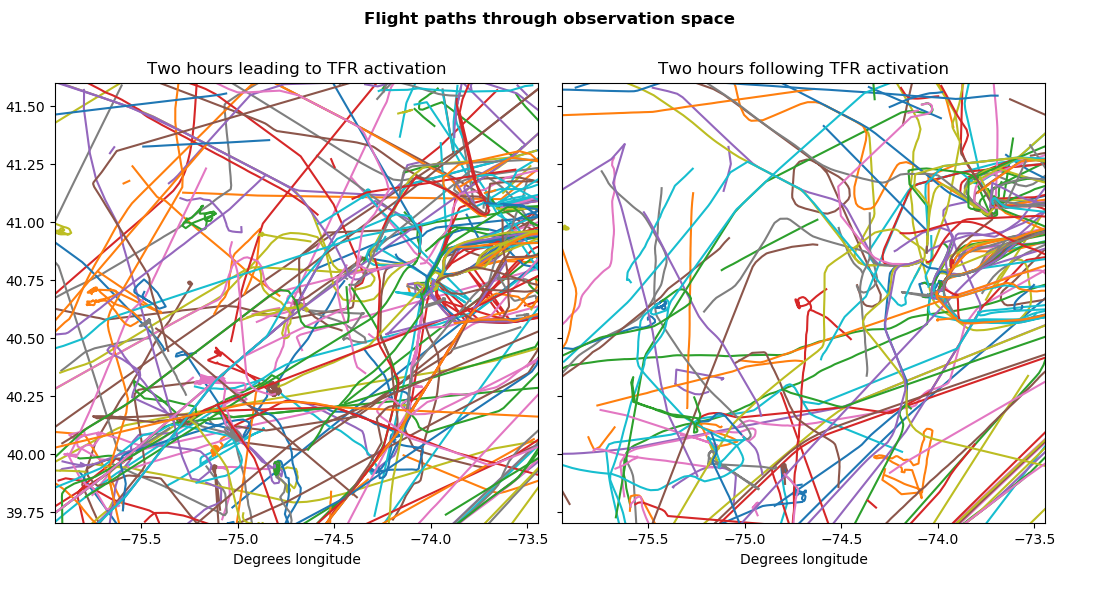 Flight paths through observation space
Two hours leading to TFR activation
Two hours following TFR activation
41.50
41.25
41.00
40.75
40.50
40.25
40.00
39.75
−75.5 −75.0 −74.5 −74.0 −73.5
−75.5 −75.0 −74.5 −74.0 −73.5
Degrees longitude
Degrees longitude